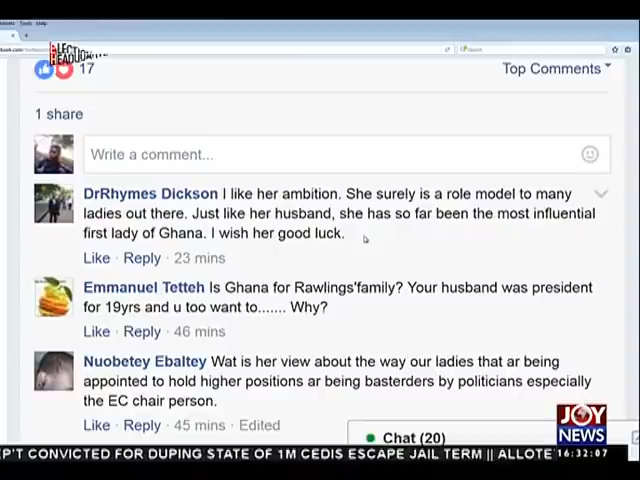 Tools Help
ELECTION
HEADQUARTERS
Search
17
Top Comments
1 share
Write a comment...
DrRhymes Dickson I like her ambition. She surely is a role model to many
ladies out there. Just like her husband, she has so far been the most influential
first lady of Ghana. I wish her good luck.
Like · Reply · 23 mins
Emmanuel Tetteh Is Ghana for Rawlings'family? Your husband was president
for 19yrs and u too want to....... Why?
Like · Reply · 46 mins
Nuobetey Ebaltey Wat is her view about the way our ladies that ar being
appointed to hold higher positions ar being basterders by politicians especially
the EC chair person.
Like · Reply · 45 mins · Edited
Chat (20)
JOY
NEWS
EP'T CONVICTED FOR DUPING STATE OF 1M CEDIS ESCAPE JAIL TERM || ALLOTE
16:32:07